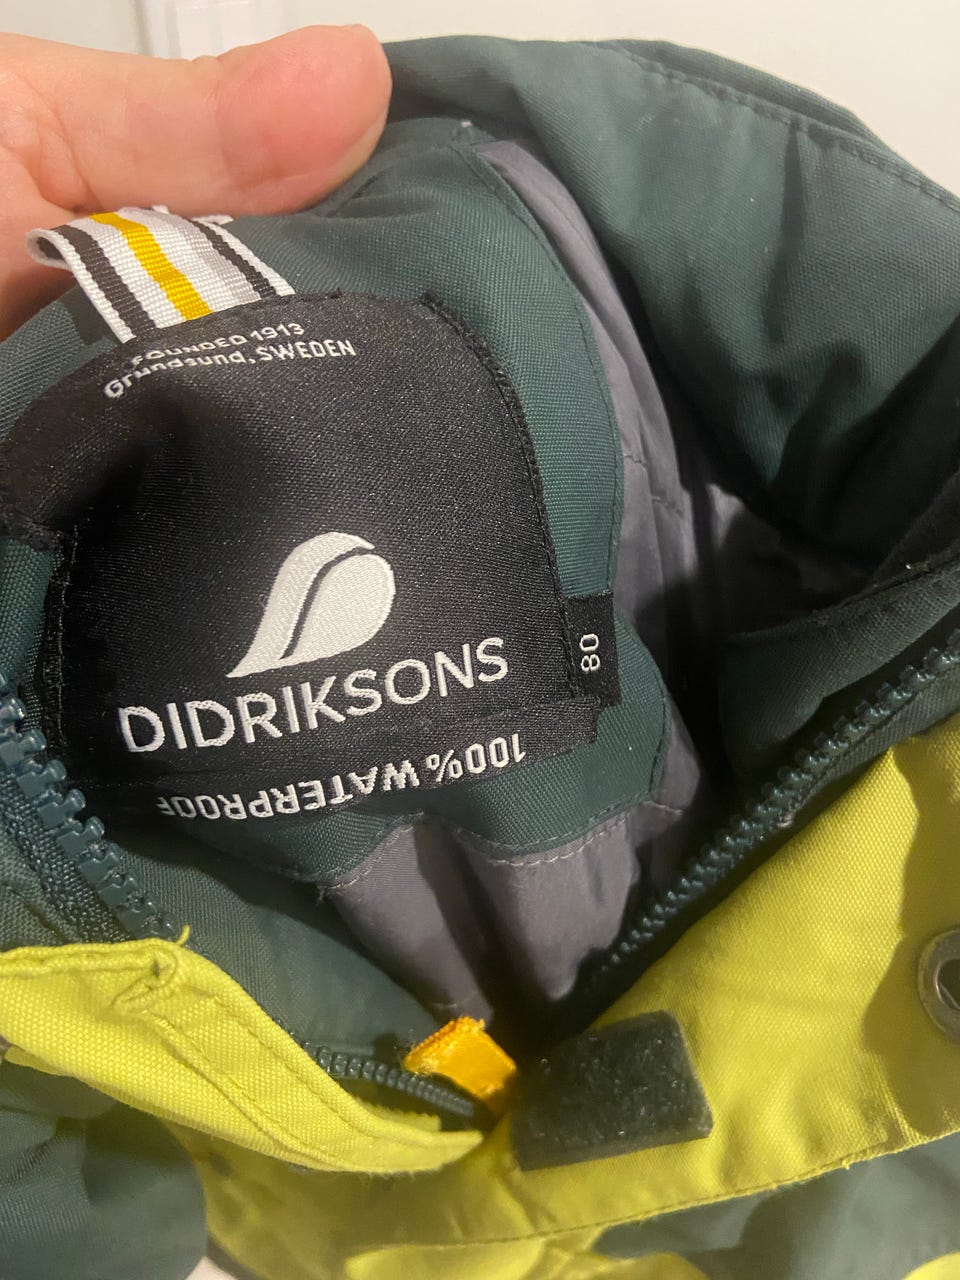 FOUNDED 1913
Grundsund, SWEDEN
DIDRIKSONS
80
100% WATERPROOF